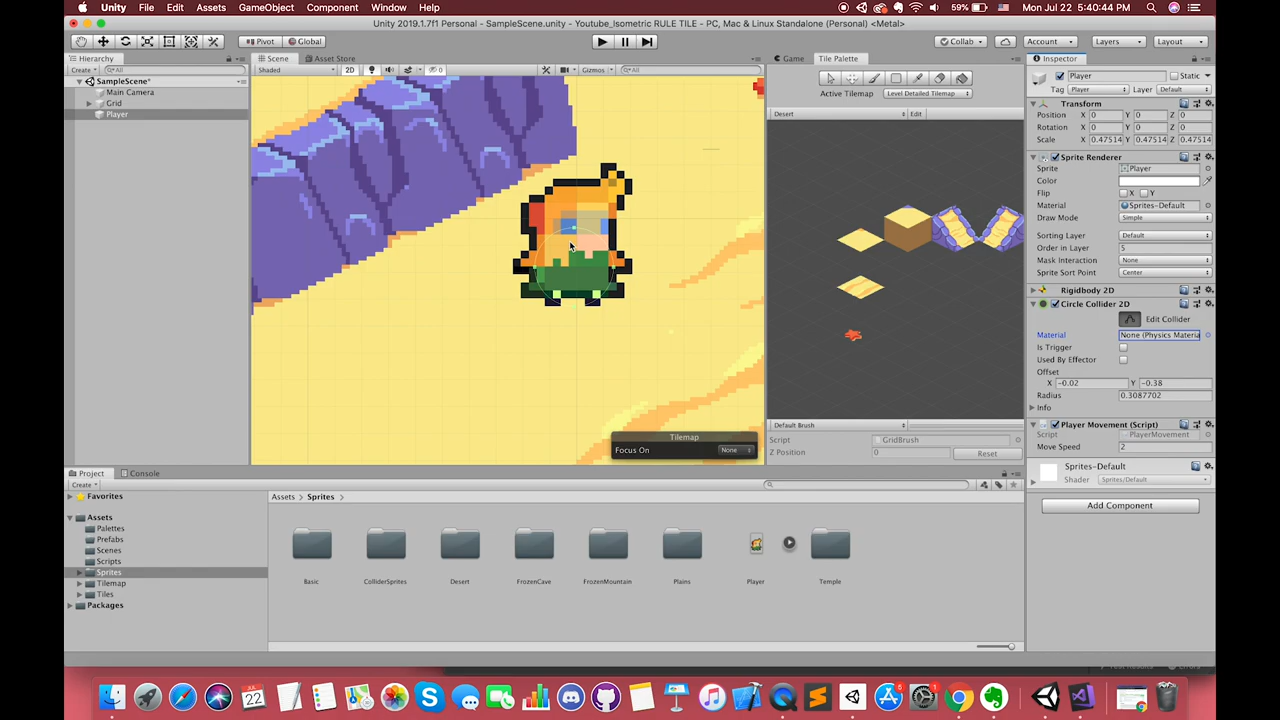 Unity File Edit Assets GameObject Component Window Help 59% Mon Jul 22 5:40:44 PM
Unity 2019.1.7f1 Personal - SampleScene.unity - Youtube_Isometric RULE TILE - PC, Mac & Linux Standalone (Personal) <Metal>
Pivot Global Collab Account Layers Layout
Hierarchy Scene Asset Store Game Tile Palette Inspector
Create All Shaded 2D 0 Gizmos All
SampleScene*
Main Camera
Grid
Player
Active Tilemap Level Detailed Tilemap
Desert Edit
Player Static
Tag Player Layer Default
Transform
Position X 0 Y 0 Z 0
Rotation X 0 Y 0 Z 0
Scale X 0.47514 Y 0.47514 Z 0.47514
Sprite Renderer
Sprite Player
Color
Flip X Y
Material Sprites-Default
Draw Mode Simple
Sorting Layer Default
Order in Layer 5
Mask Interaction None
Sprite Sort Point Center
Rigidbody 2D
Circle Collider 2D
Edit Collider
Material None (Physics Materia
Is Trigger
Used By Effector
Offset
X -0.02 Y -0.38
Radius 0.3087702
Info
Player Movement (Script)
Script PlayerMovement
Move Speed 2
Sprites-Default
Shader Sprites/Default
Add Component
Tilemap
Focus On None
Default Brush
Script GridBrush
Z Position 0 Reset
Project Console
Create
Favorites
Assets
Palettes
Prefabs
Scenes
Scripts
Sprites
Tilemap
Tiles
Packages
Assets Sprites
Basic ColliderSprites Desert FrozenCave FrozenMountain Plains Player Temple
22